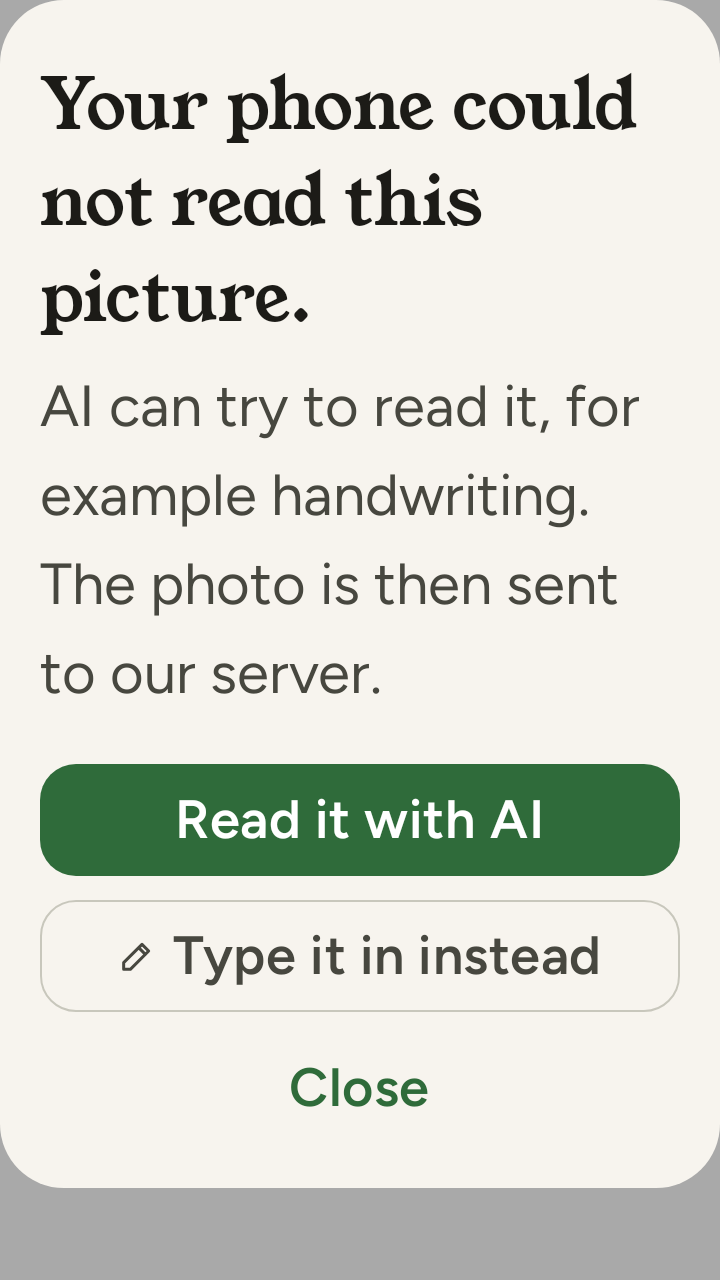 Your phone could
not read this
picture.
AI can try to read it, for
example handwriting.
The photo is then sent
to our server.
Read it with AI
Type it in instead
Close